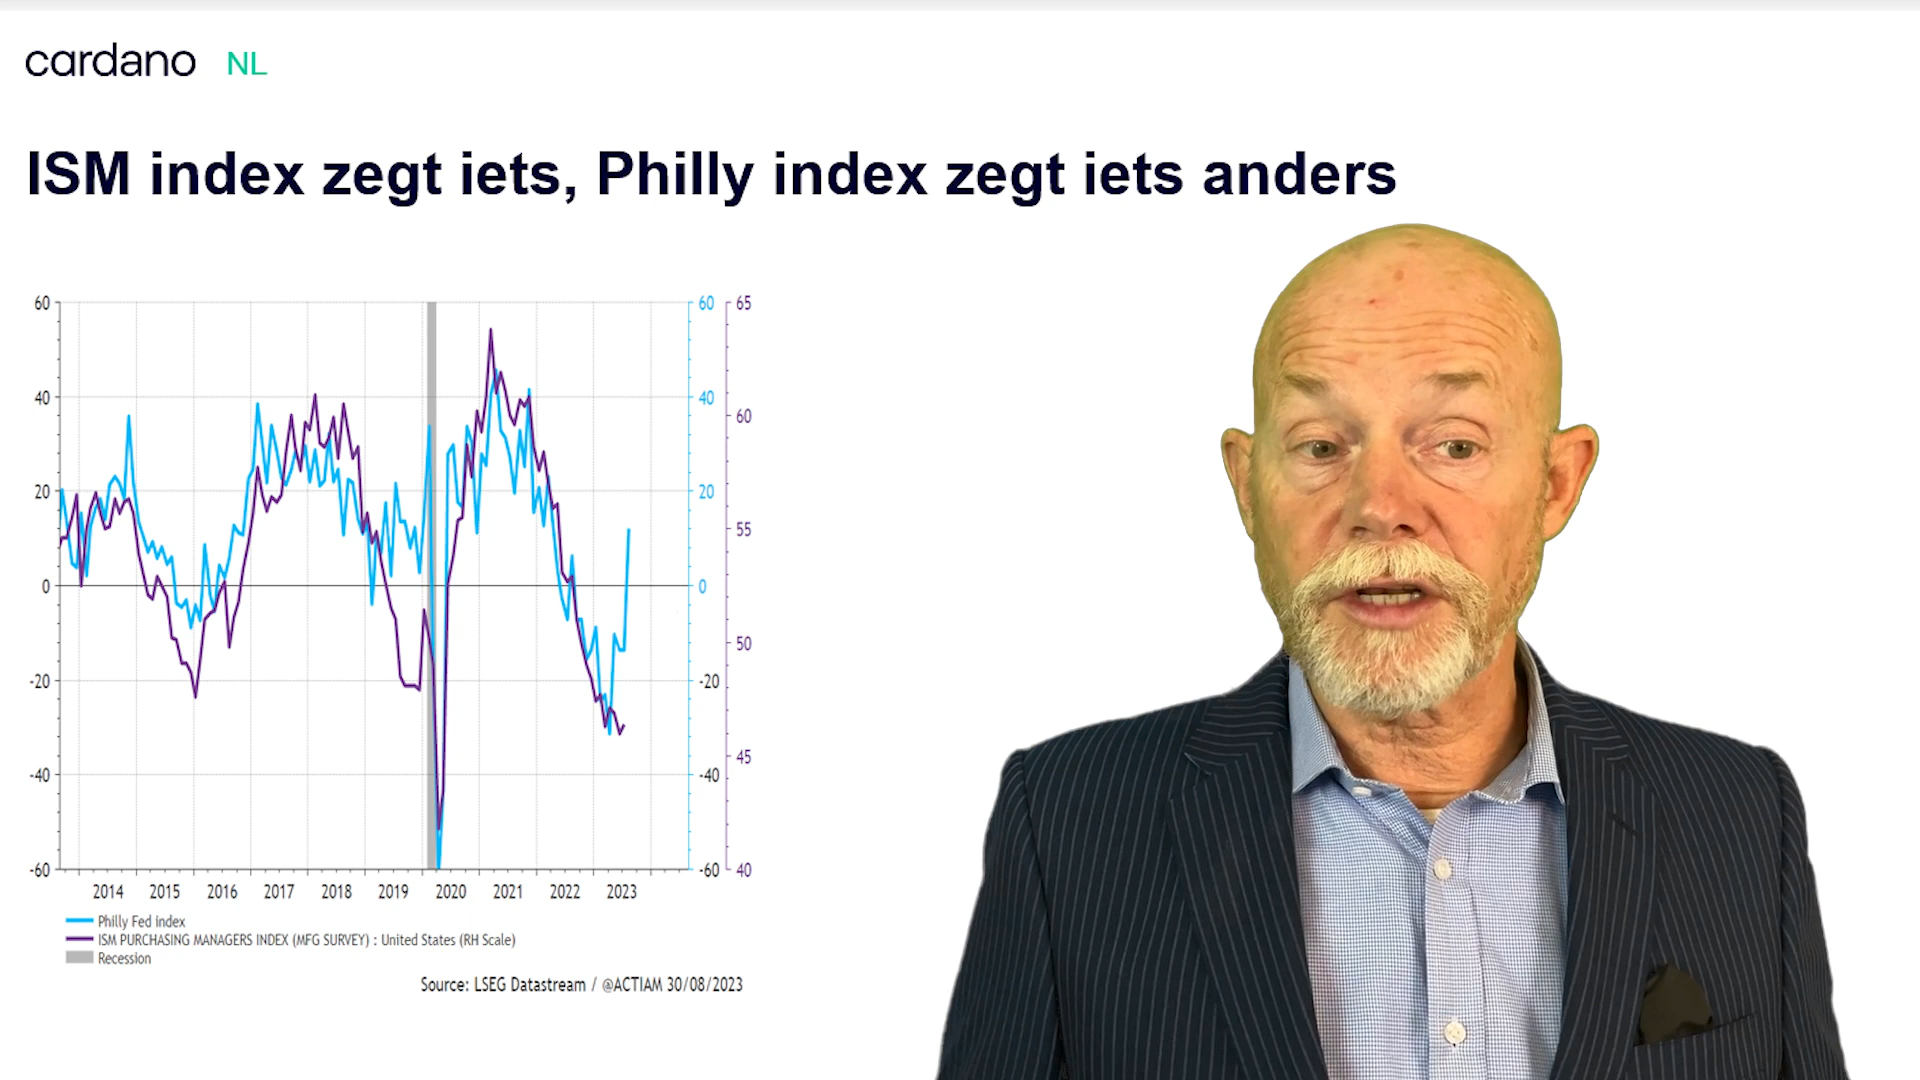 cardano NL
ISM index zegt iets, Philly index zegt iets anders
60 60 65
40 40 60
20 20 55
0 0 50
-20 -20 45
-40 -40
-60 -60 40
2014 2015 2016 2017 2018 2019 2020 2021 2022 2023
Philly Fed index
ISM PURCHASING MANAGERS INDEX (MFG SURVEY) : United States (RH Scale)
Recession
Source: LSEG Datastream / @ACTIAM 30/08/2023